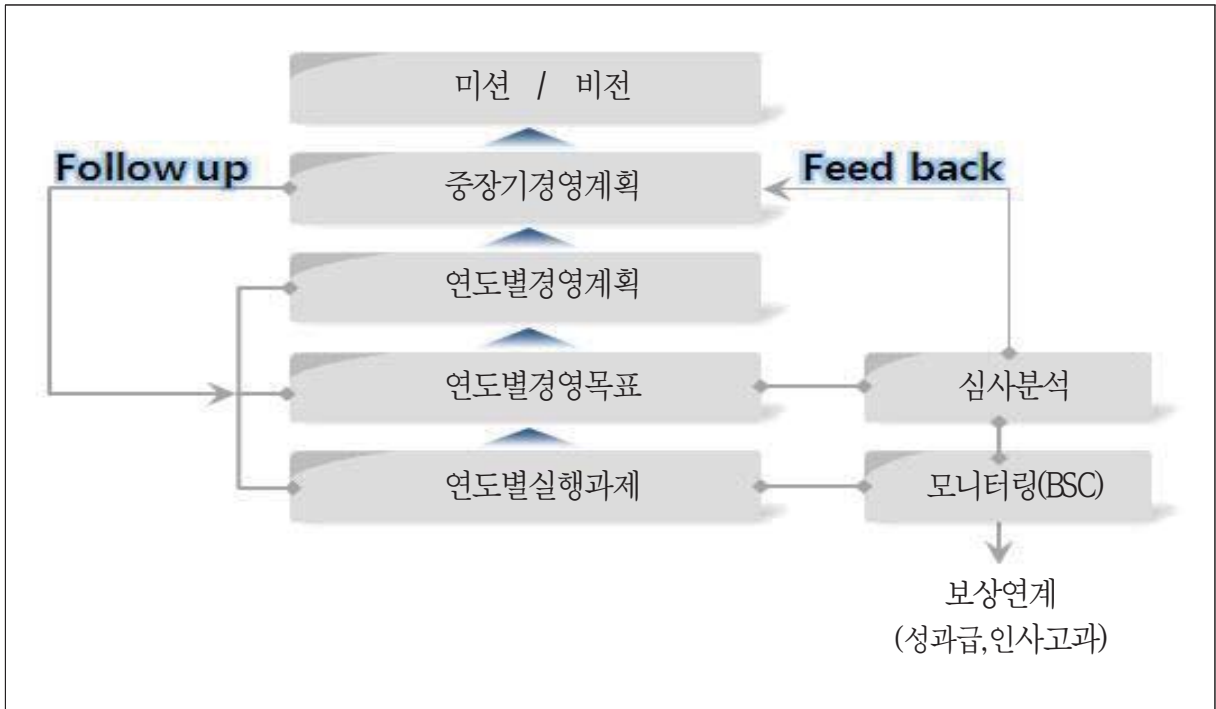 미션 / 비전
Follow up
중장기경영계획
Feed back
연도별경영계획
연도별경영목표
심사분석
연도별실행과제
모니터링(BSC)
보상연계
(성과급,인사고과)